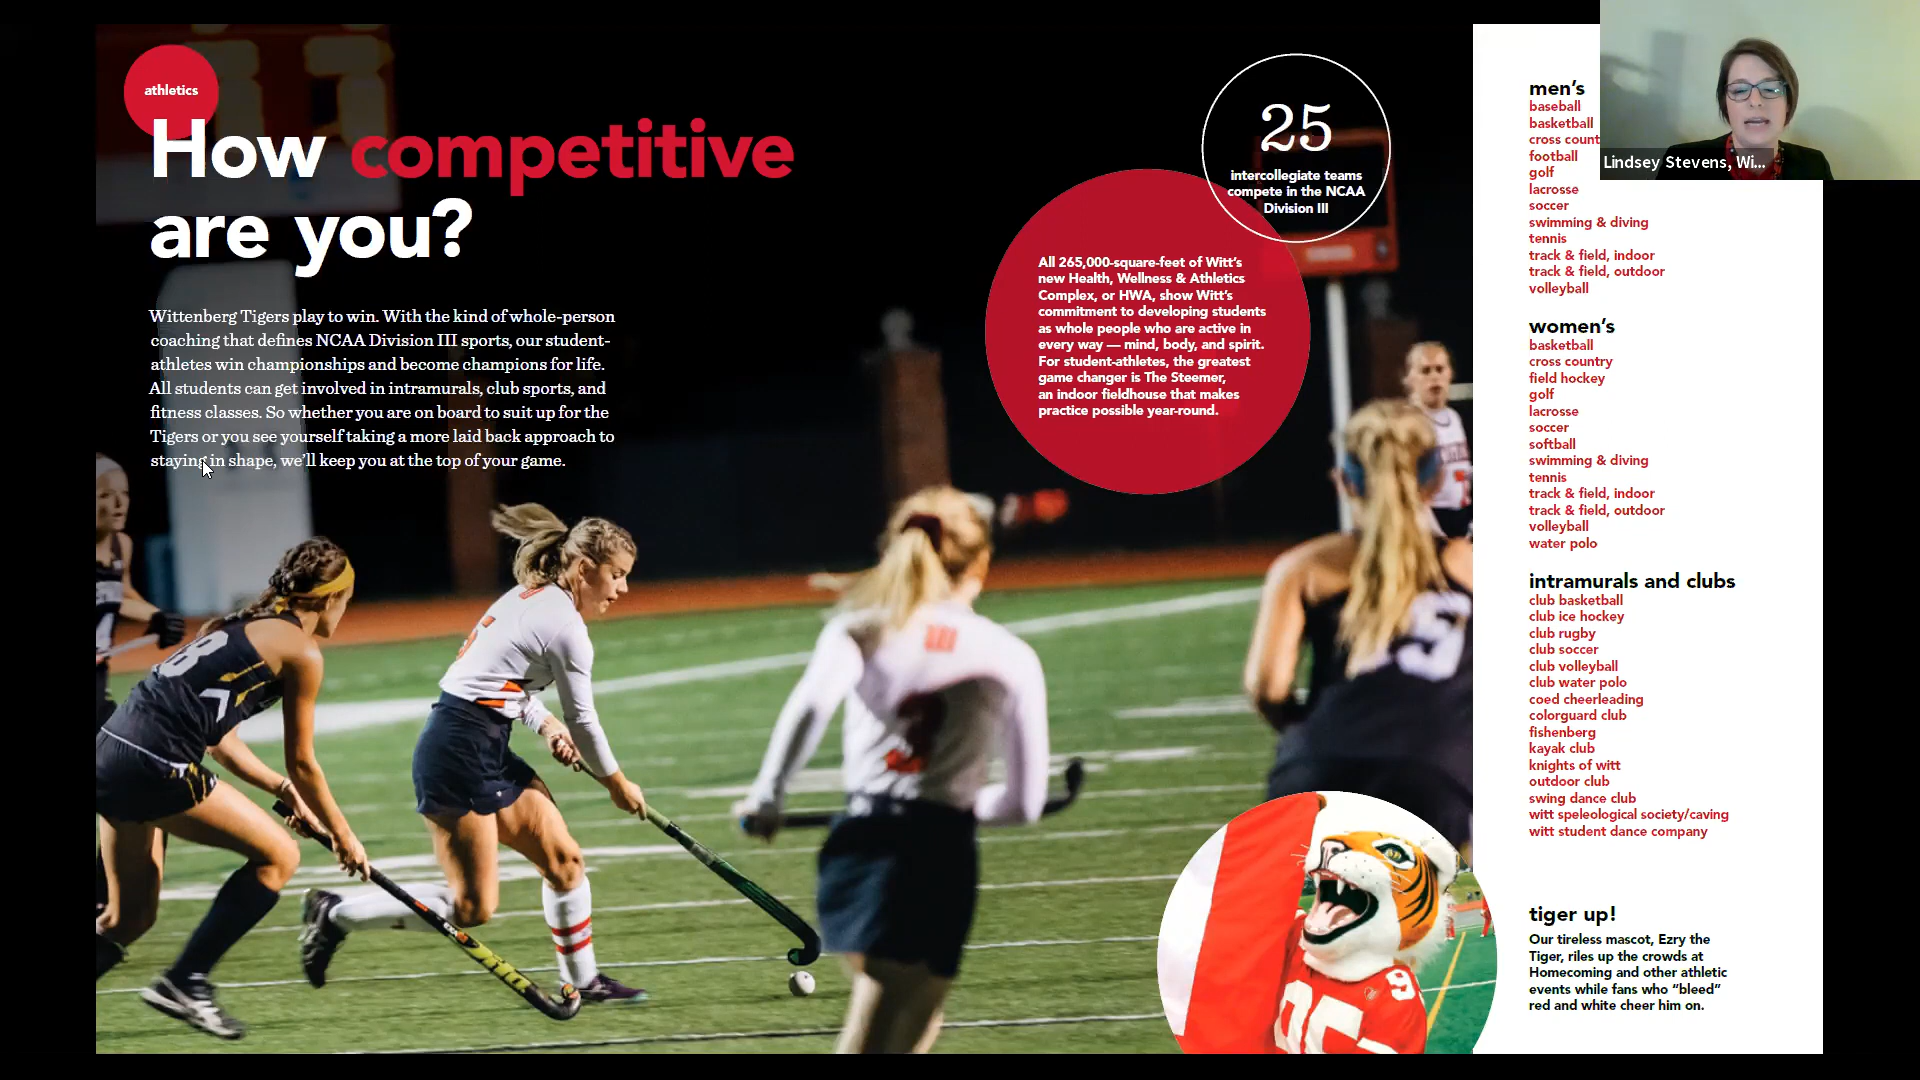 athletics
How competitive
are you?
Wittenberg Tigers play to win. With the kind of whole-person
coaching that defines NCAA Division III sports, our student-
athletes win championships and become champions for life.
All students can get involved in intramurals, club sports, and
fitness classes. So whether you are on board to suit up for the
Tigers or you see yourself taking a more laid back approach to
staying in shape, we'll keep you at the top of your game.
25
intercollegiate teams
compete in the NCAA
Division III
All 265,000-square-feet of Witt's
new Health, Wellness & Athletics
Complex, or HWA, show Witt's
commitment to developing students
as whole people who are active in
every way — mind, body, and spirit.
For student-athletes, the greatest
game changer is The Steemer,
an indoor fieldhouse that makes
practice possible year-round.
men's
baseball
basketball
cross count
football
golf
lacrosse
soccer
swimming & diving
tennis
track & field, indoor
track & field, outdoor
volleyball
women's
basketball
cross country
field hockey
golf
lacrosse
soccer
softball
swimming & diving
tennis
track & field, indoor
track & field, outdoor
volleyball
water polo
intramurals and clubs
club basketball
club ice hockey
club rugby
club soccer
club volleyball
club water polo
coed cheerleading
colorguard club
fishenberg
kayak club
knights of witt
outdoor club
swing dance club
witt speleological society/caving
witt student dance company
tiger up!
Our tireless mascot, Ezry the
Tiger, riles up the crowds at
Homecoming and other athletic
events while fans who “bleed”
red and white cheer him on.
Lindsey Stevens, Wi...
95
9